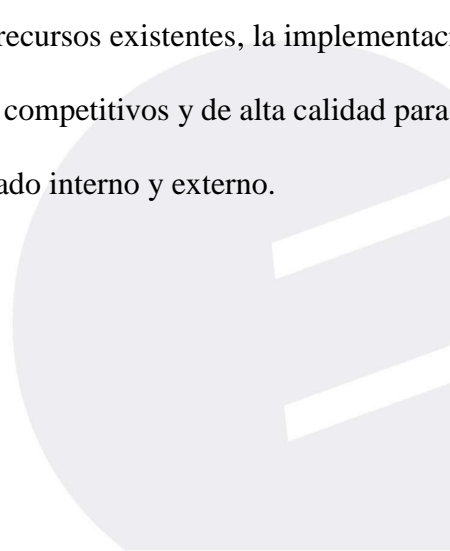 recursos existentes, la implementac
competitivos y de alta calidad para
ado interno y externo.